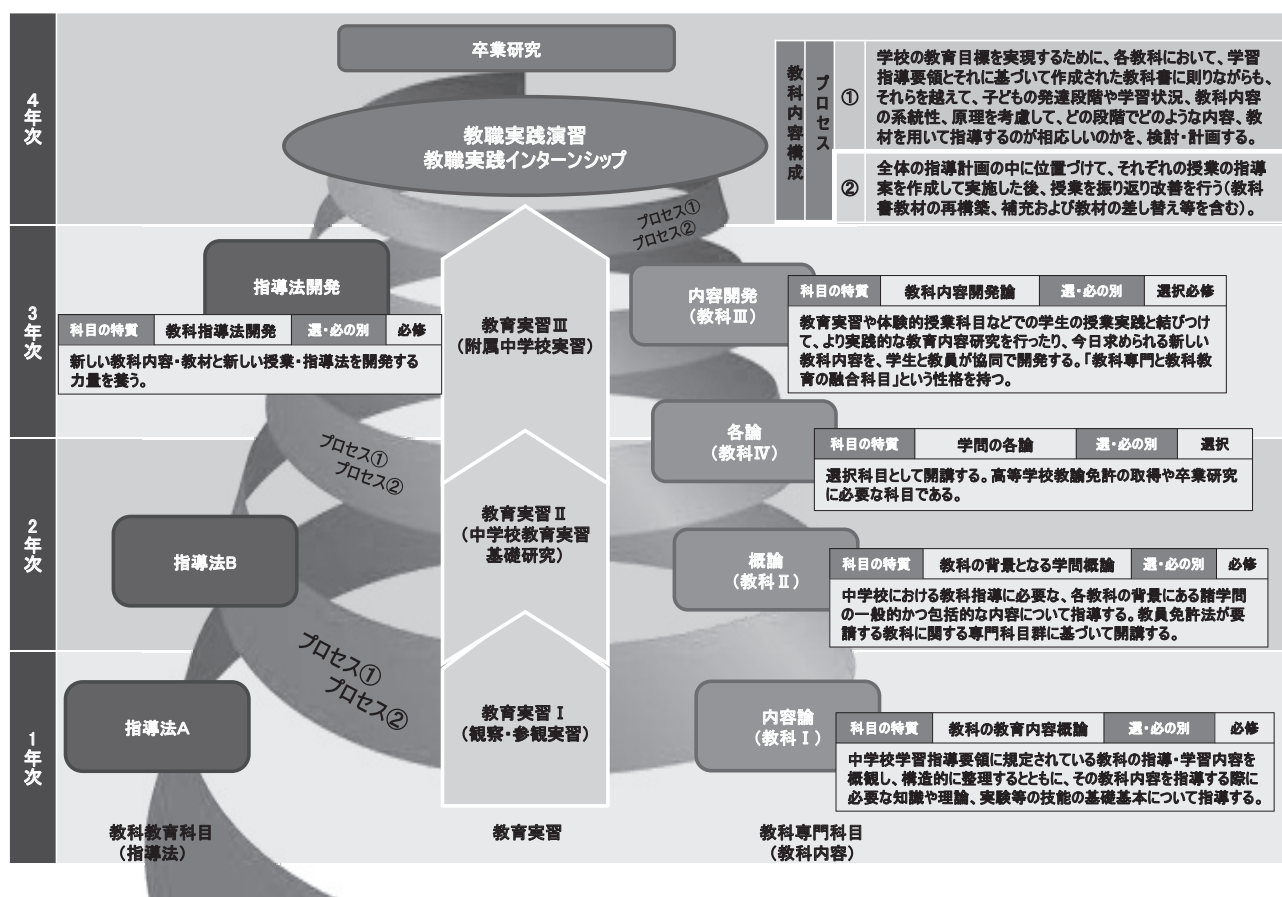 4年次
卒業研究
教職実践演習
教職実践インターンシップ
プロセス①
プロセス②
教科内容構成
プロセス
①
学校の教育目標を実現するために、各教科において、学習
指導要領とそれに基づいて作成された教科書に則りながらも、
それらを越えて、子どもの発達段階や学習状況、教科内容
の系統性、原理を考慮して、どの段階でどのような内容、教
材を用いて指導するのが相応しいのかを、検討・計画する。
②
全体の指導計画の中に位置づけて、それぞれの授業の指導
案を作成して実施した後、授業を振り返り改善を行う（教科
書教材の再構築、補充および教材の差し替え等を含む）。
3年次
指導法開発
科目の特質 教科指導法開発 選・必の別 必修
新しい教科内容・教材と新しい授業・指導法を開発する
力量を養う。
教育実習Ⅲ
（附属中学校実習）
内容開発
（教科Ⅲ）
科目の特質 教科内容開発論 選・必の別 選択必修
教育実習や体験的授業科目などでの学生の授業実践と結びつけ
て、より実践的な教育内容研究を行ったり、今日求められる新しい
教科内容を、学生と教員が協同で開発する。「教科専門と教科教
育の融合科目」という性格を持つ。
各論
（教科Ⅳ）
科目の特質 学問の各論 選・必の別 選択
選択科目として開講する。高等学校教諭免許の取得や卒業研究
に必要な科目である。
プロセス①
プロセス②
2年次
指導法B
教育実習Ⅱ
（中学校教育実習
基礎研究）
概論
（教科Ⅱ）
科目の特質 教科の背景となる学問概論 選・必の別 必修
中学校における教科指導に必要な、各教科の背景にある諸学問
の一般的かつ包括的な内容について指導する。教員免許法が要
請する教科に関する専門科目群に基づいて開講する。
プロセス①
プロセス②
1年次
指導法A
教育実習Ⅰ
（観察・参観実習）
内容論
（教科Ⅰ）
科目の特質 教科の教育内容概論 選・必の別 必修
中学校学習指導要領に規定されている教科の指導・学習内容を
概観し、構造的に整理するとともに、その教科内容を指導する際に
必要な知識や理論、実験等の技能の基礎基本について指導する。
教科教育科目
（指導法）
教育実習
教科専門科目
（教科内容）